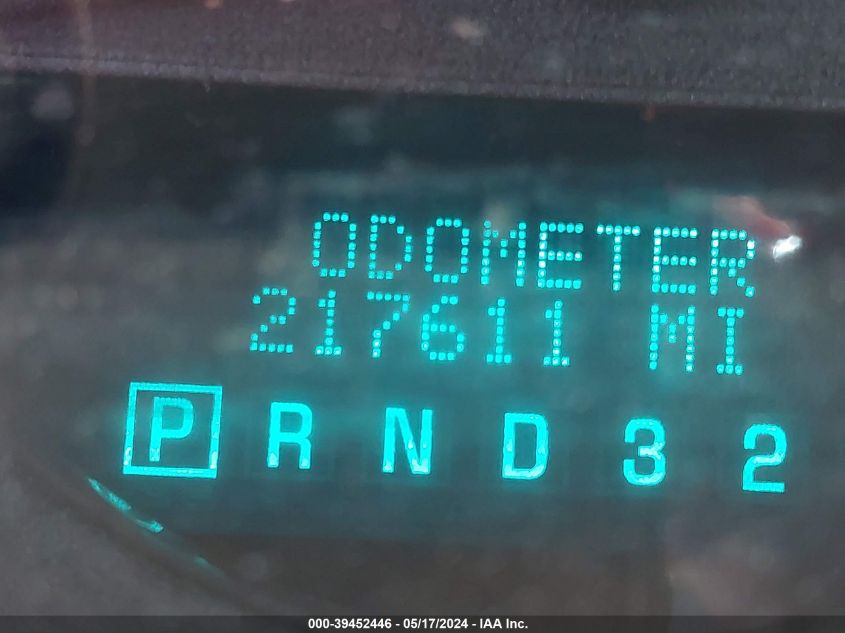 ODOMETER
217611 MI
P R N D 3 2
000-39452446 - 05/17/2024 - IAA Inc.